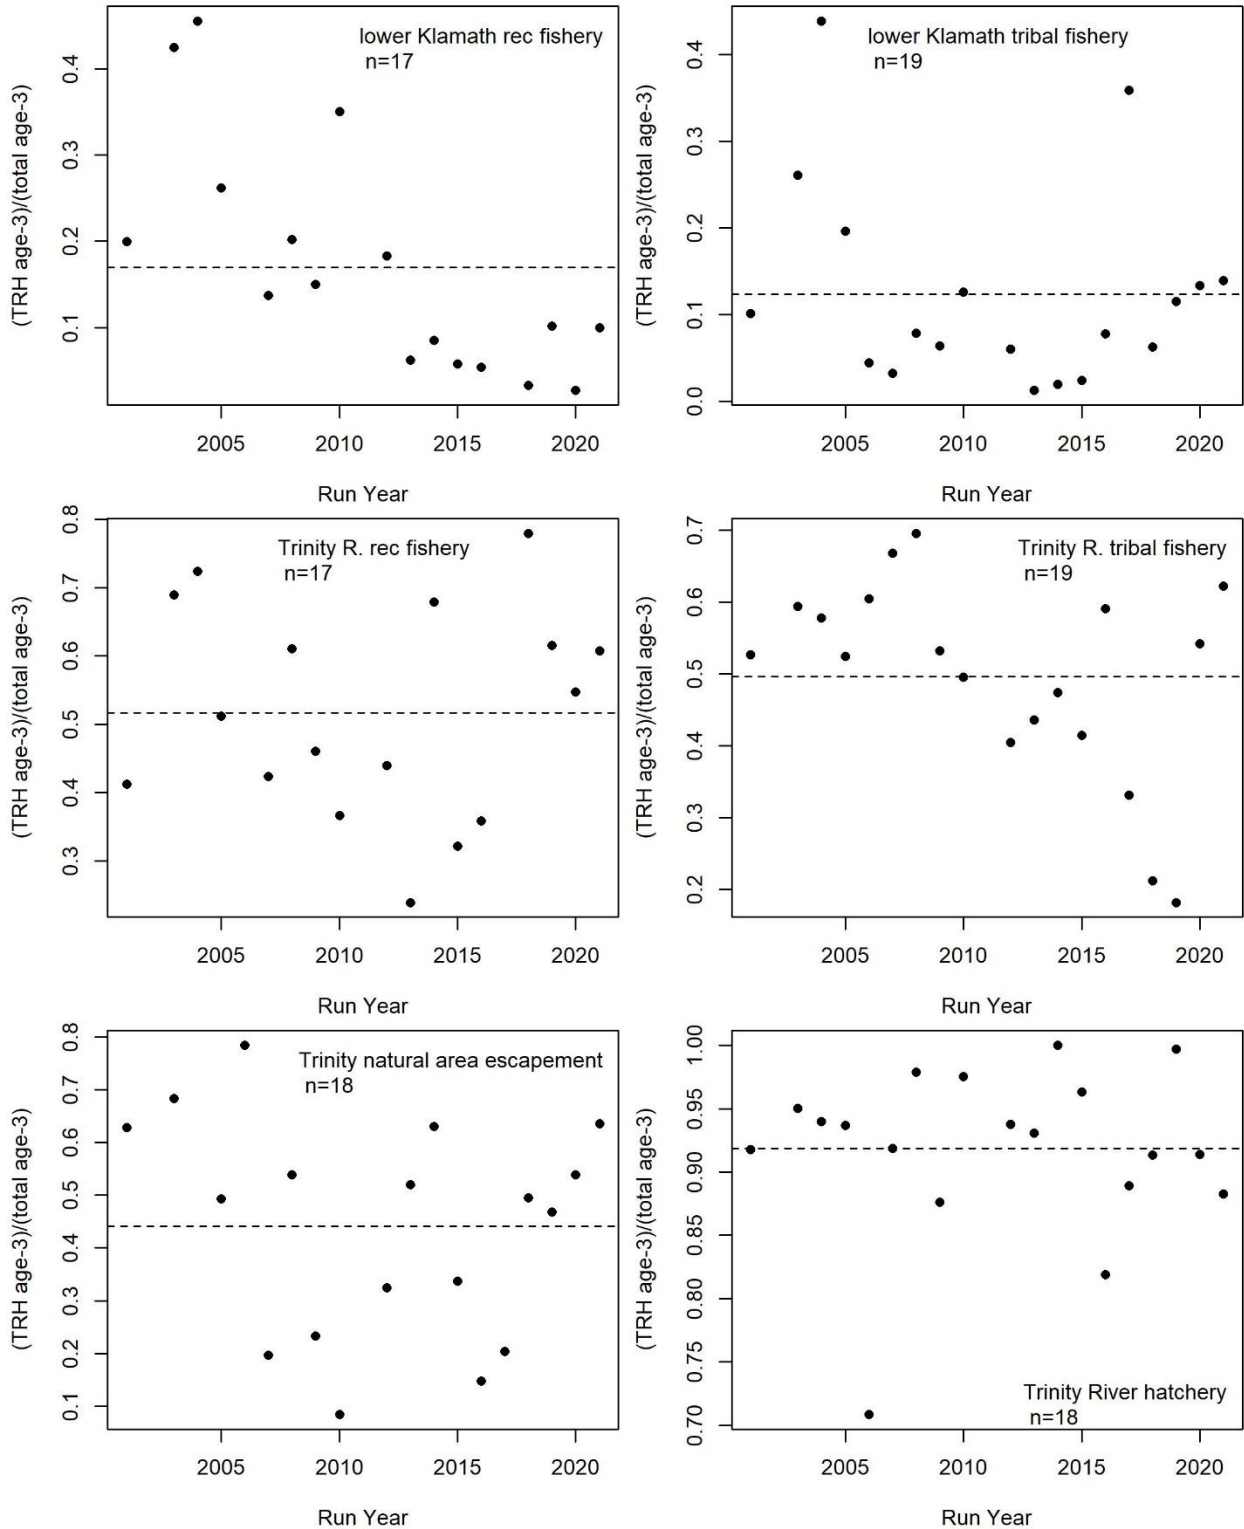 lower Klamath rec fishery
n=17
(TRH age-3)/(total age-3)
0.4
0.3
0.2
0.1
2005 2010 2015 2020
Run Year
lower Klamath tribal fishery
n=19
(TRH age-3)/(total age-3)
0.4
0.3
0.2
0.1
0.0
2005 2010 2015 2020
Run Year
Trinity R. rec fishery
n=17
(TRH age-3)/(total age-3)
0.8
0.7
0.6
0.5
0.4
0.3
2005 2010 2015 2020
Run Year
Trinity R. tribal fishery
n=19
(TRH age-3)/(total age-3)
0.7
0.6
0.5
0.4
0.3
0.2
2005 2010 2015 2020
Run Year
Trinity natural area escapement
n=18
(TRH age-3)/(total age-3)
0.8
0.7
0.6
0.5
0.4
0.3
0.2
0.1
2005 2010 2015 2020
Run Year
(TRH age-3)/(total age-3)
1.00
0.95
0.90
0.85
0.80
0.75
0.70
Trinity River hatchery
n=18
2005 2010 2015 2020
Run Year